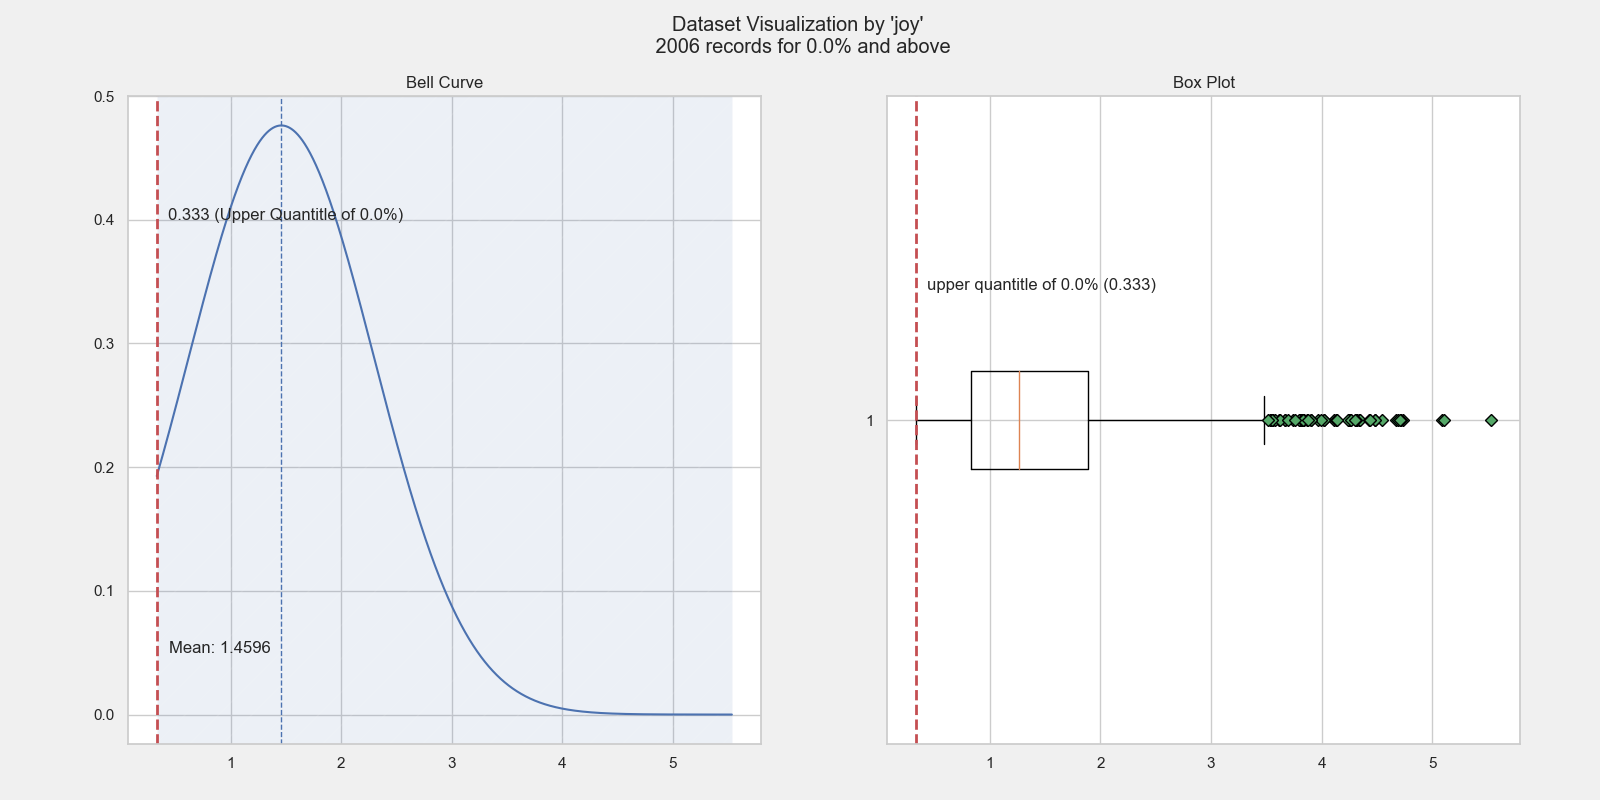 Dataset Visualization by 'joy'
2006 records for 0.0% and above
Bell Curve
0.5
0.4
0.3
0.2
0.1
0.0
0.333 (Upper Quantitle of 0.0%)
Mean: 1.4596
1 2 3 4 5
Box Plot
upper quantitle of 0.0% (0.333)
1
1 2 3 4 5